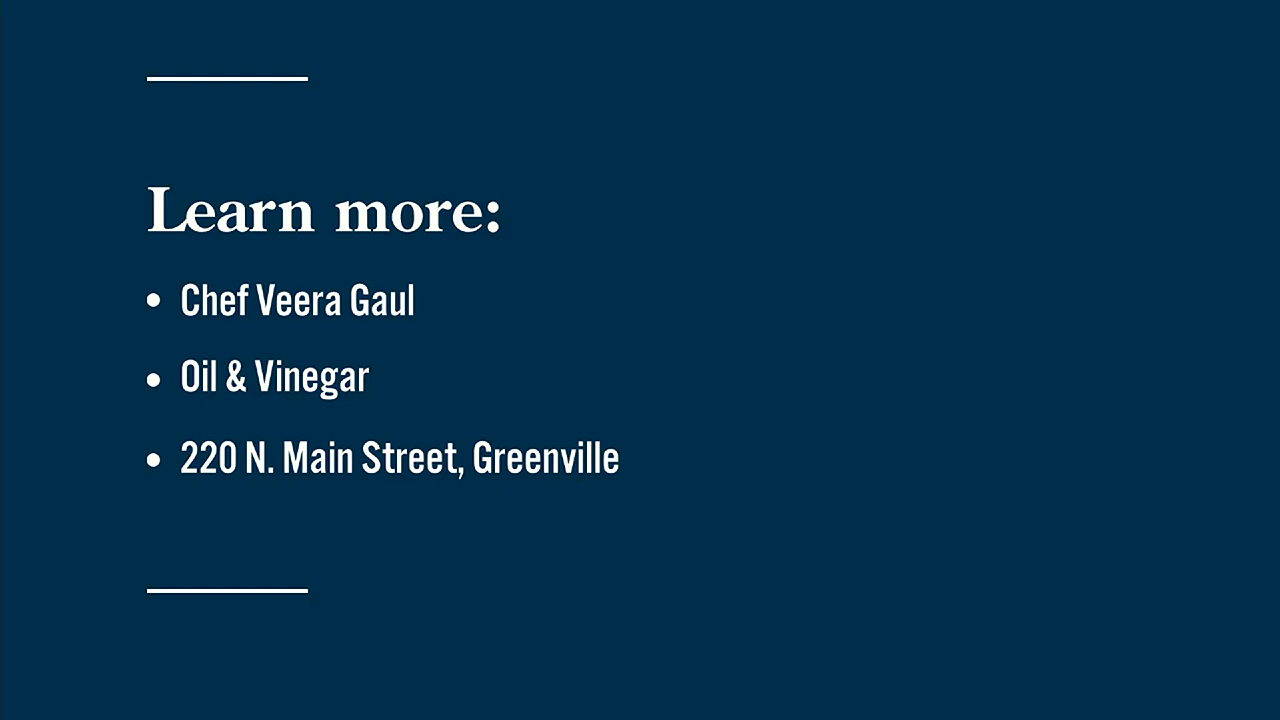 Learn more:
• Chef Veera Gaul
• Oil & Vinegar
• 220 N. Main Street, Greenville